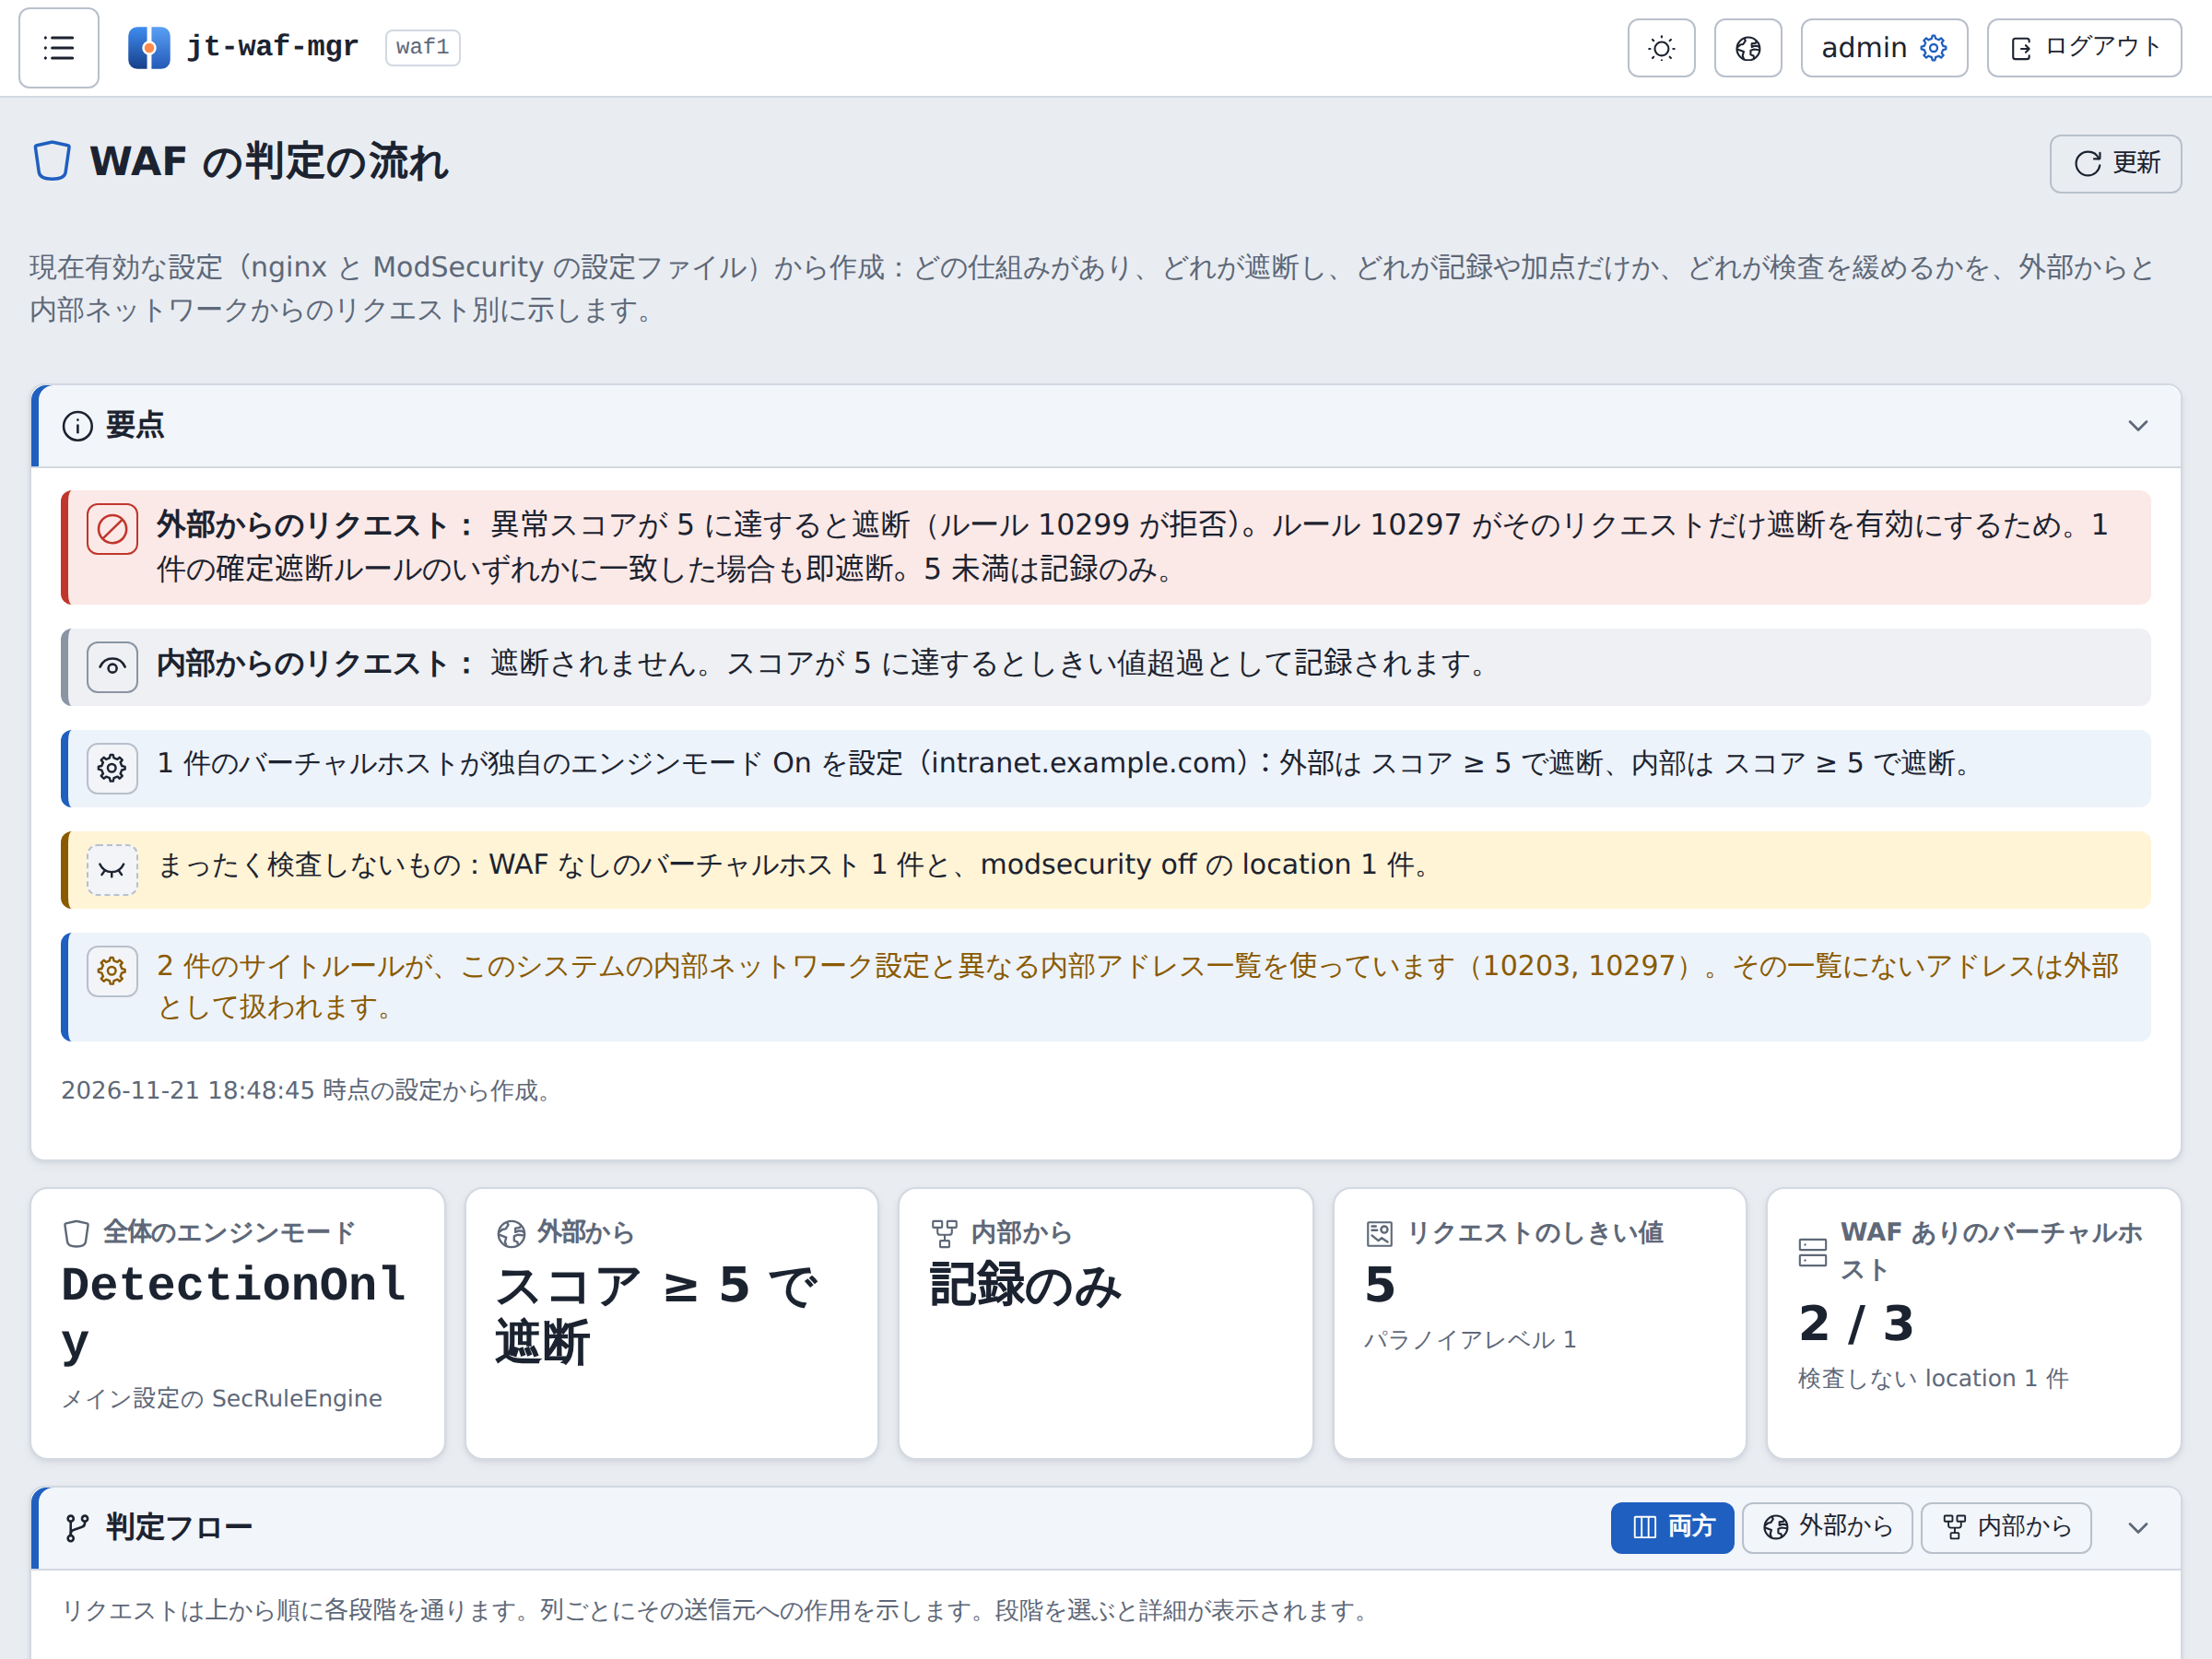 jt-waf-mgr waf1 admin ログアウト
WAF の判定の流れ 更新
現在有効な設定（nginx と ModSecurity の設定ファイル）から作成：どの仕組みがあり、どれが遮断し、どれが記録や加点だけか、どれが検査を緩めるかを、外部からと
内部ネットワークからのリクエスト別に示します。
要点
外部からのリクエスト： 異常スコアが 5 に達すると遮断（ルール 10299 が拒否）。ルール 10297 がそのリクエストだけ遮断を有効にするため。1
件の確定遮断ルールのいずれかに一致した場合も即遮断。5 未満は記録のみ。
内部からのリクエスト： 遮断されません。スコアが 5 に達するとしきい値超過として記録されます。
1 件のバーチャルホストが独自のエンジンモード On を設定（intranet.example.com）：外部は スコア ≥ 5 で遮断、内部は スコア ≥ 5 で遮断。
まったく検査しないもの：WAF なしのバーチャルホスト 1 件と、modsecurity off の location 1 件。
2 件のサイトルールが、このシステムの内部ネットワーク設定と異なる内部アドレス一覧を使っています（10203, 10297）。その一覧にないアドレスは外部
として扱われます。
2026-11-21 18:48:45 時点の設定から作成。
全体のエンジンモード
DetectionOnl
y
メイン設定の SecRuleEngine
外部から
スコア ≥ 5 で
遮断
内部から
記録のみ
リクエストのしきい値
5
パラノイアレベル 1
WAF ありのバーチャルホ
スト
2 / 3
検査しない location 1 件
判定フロー 両方 外部から 内部から
リクエストは上から順に各段階を通ります。列ごとにその送信元への作用を示します。段階を選ぶと詳細が表示されます。